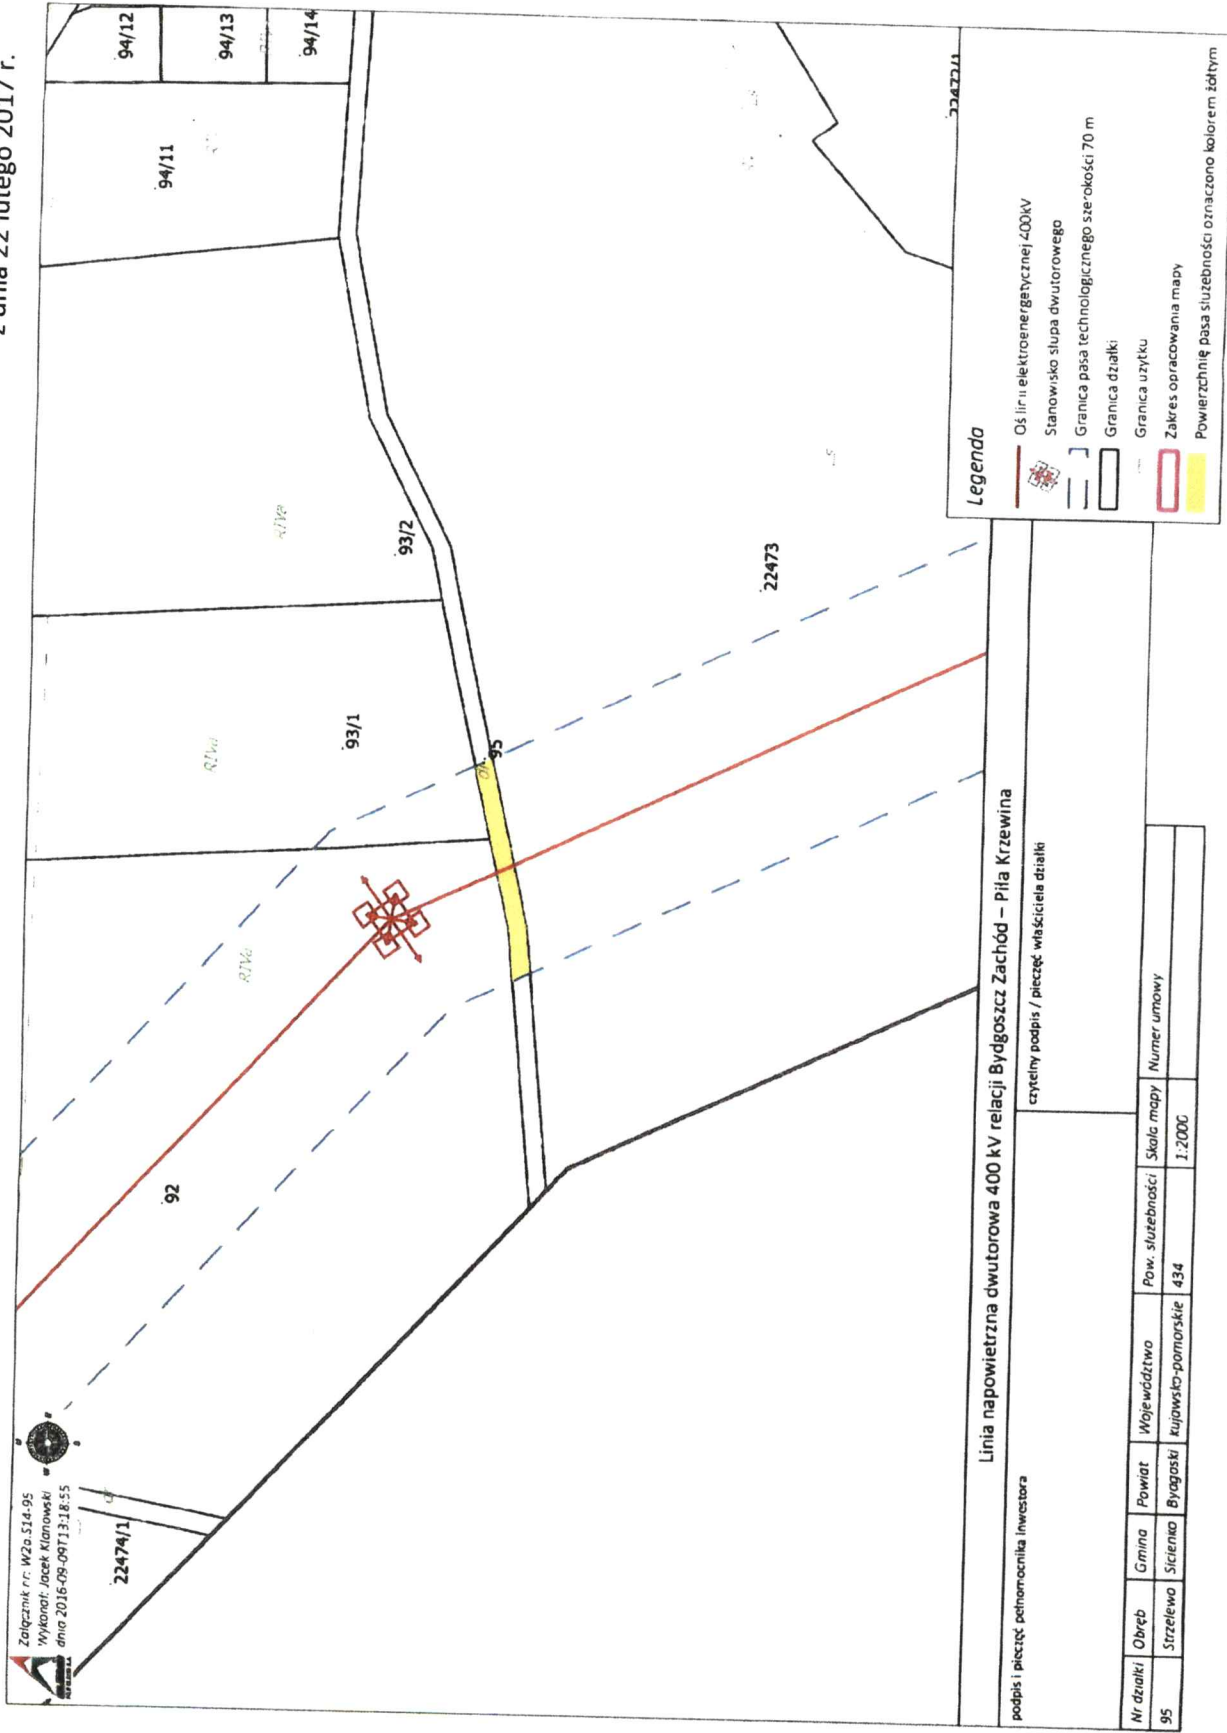 z dnia 22 lutego 2017 r.
Załącznik nr: W2a.S14-95
Wykonał: Jacek Klanowski
dnia 2016-09-09T13:18:55
22474/1
dr
92
RIVa
93/1
RIVa
93/2
RIVa
94/11
94/12
94/13
94/14
dr
95
22473
Ls
22472/1
Legenda
Oś linii elektroenergetycznej 400kV
Stanowisko słupa dwutorowego
Granica pasa technologicznego szerokości 70 m
Granica działki
Granica użytku
Zakres opracowania mapy
Powierzchnię pasa służebności oznaczono kolorem żółtym
Linia napowietrzna dwutorowa 400 kV relacji Bydgoszcz Zachód – Piła Krzewina
podpis i pieczęć pełnomocnika inwestora
czytelny podpis / pieczęć właściciela działki
Nr działki Obręb Gmina Powiat Województwo Pow. służebności Skala mapy Numer umowy
95 Strzelewo Sicienko Bydgoski kujawsko-pomorskie 434 1:2000